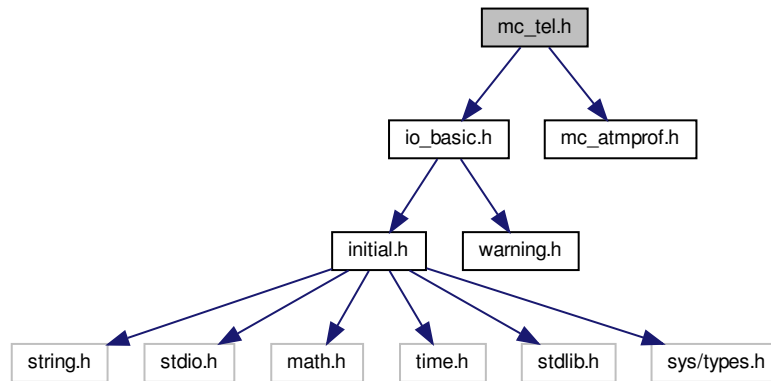 mc_tel.h
io_basic.h
mc_atmprof.h
initial.h
warning.h
string.h
stdio.h
math.h
time.h
stdlib.h
sys/types.h